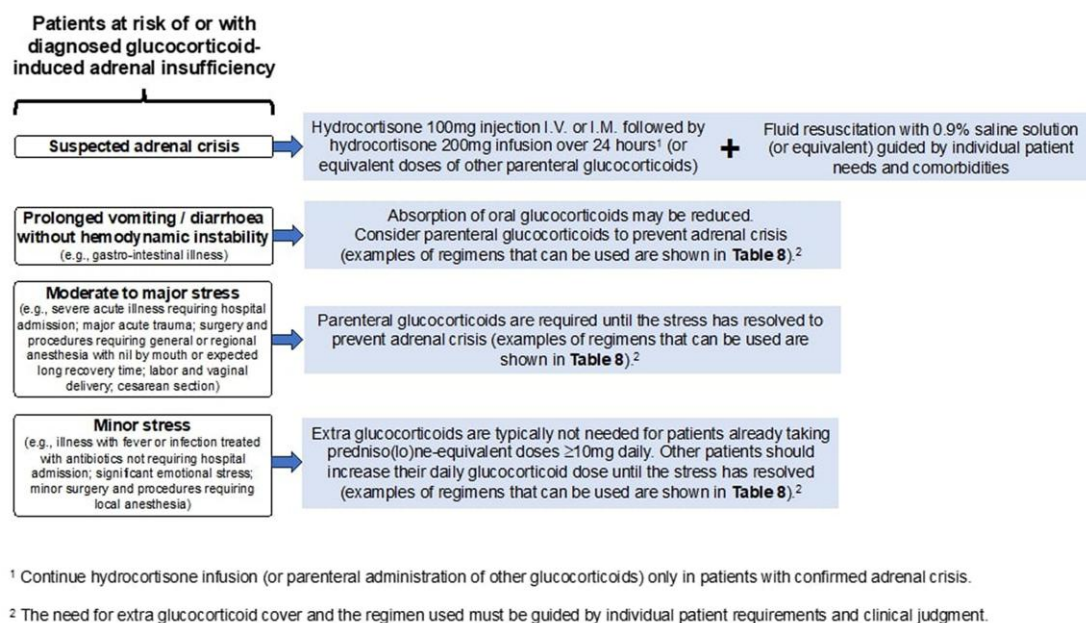 Patients at risk of or with
diagnosed glucocorticoid-
induced adrenal insufficiency
Suspected adrenal crisis
Hydrocortisone 100mg injection I.V. or I.M. followed by
hydrocortisone 200mg infusion over 24 hours¹ (or
equivalent doses of other parenteral glucocorticoids)
+
Fluid resuscitation with 0.9% saline solution
(or equivalent) guided by individual patient
needs and comorbidities
Prolonged vomiting / diarrhoea
without hemodynamic instability
(e.g., gastro-intestinal illness)
Absorption of oral glucocorticoids may be reduced.
Consider parenteral glucocorticoids to prevent adrenal crisis
(examples of regimens that can be used are shown in Table 8).²
Moderate to major stress
(e.g., severe acute illness requiring hospital
admission; major acute trauma; surgery and
procedures requiring general or regional
anesthesia with nil by mouth or expected
long recovery time; labor and vaginal
delivery; cesarean section)
Parenteral glucocorticoids are required until the stress has resolved to
prevent adrenal crisis (examples of regimens that can be used are
shown in Table 8).²
Minor stress
(e.g., illness with fever or infection treated
with antibiotics not requiring hospital
admission; significant emotional stress;
minor surgery and procedures requiring
local anesthesia)
Extra glucocorticoids are typically not needed for patients already taking
predniso(lo)ne-equivalent doses ≥10mg daily. Other patients should
increase their daily glucocorticoid dose until the stress has resolved
(examples of regimens that can be used are shown in Table 8).²
¹ Continue hydrocortisone infusion (or parenteral administration of other glucocorticoids) only in patients with confirmed adrenal crisis.
² The need for extra glucocorticoid cover and the regimen used must be guided by individual patient requirements and clinical judgment.